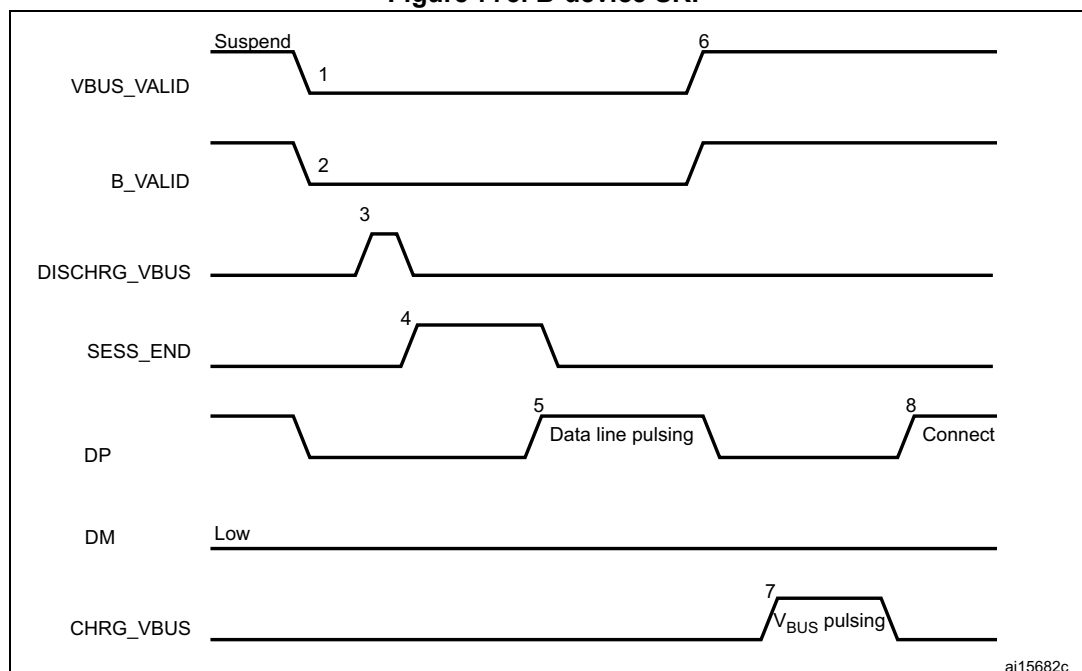 Suspend
6
VBUS_VALID
1
B_VALID
2
3
DISCHRG_VBUS
4
SESS_END
5
8
DP
Data line pulsing
Connect
DM
Low
7
CHRG_VBUS
VBUS pulsing
ai15682c